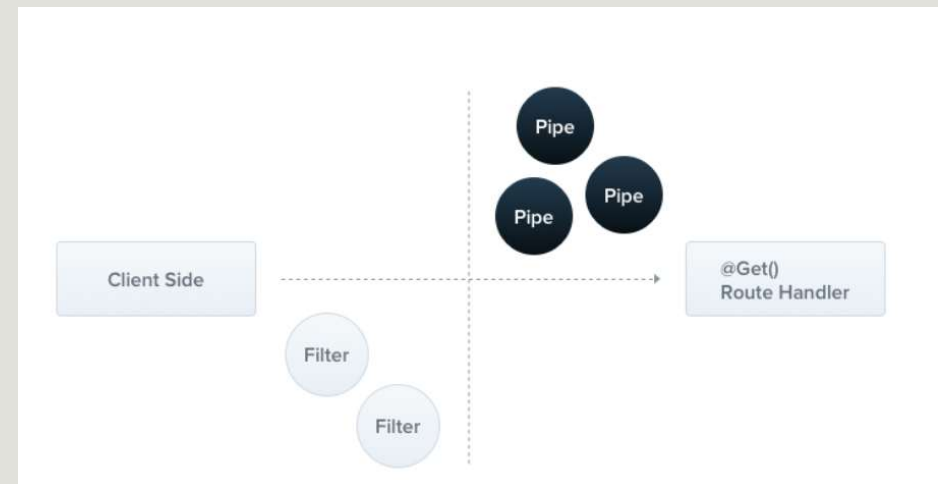 Pipe
Pipe
Pipe
Client Side
@Get()
Route Handler
Filter
Filter